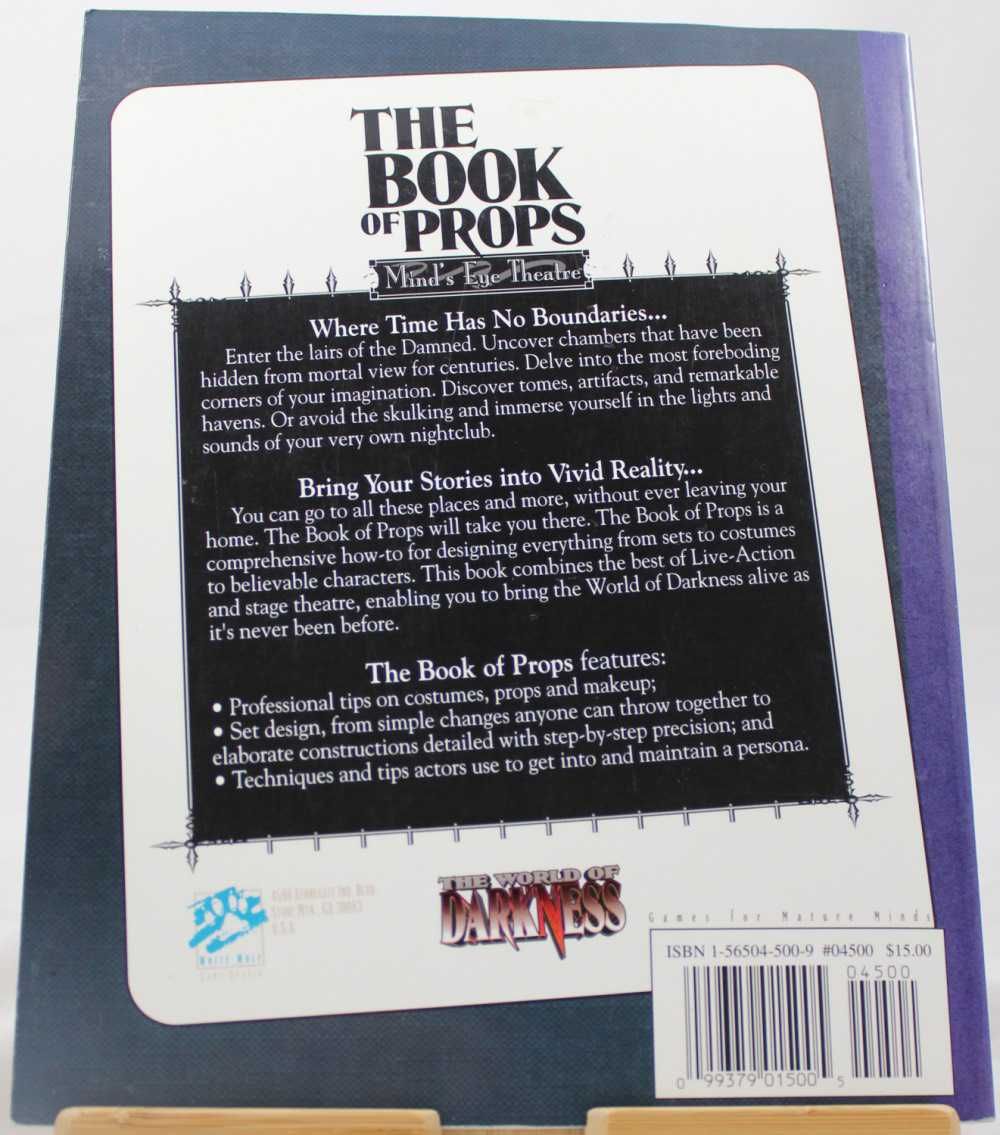 THE
BOOK
OF PROPS
Mind's Eye Theatre
Where Time Has No Boundaries...
Enter the lairs of the Damned. Uncover chambers that have been
hidden from mortal view for centuries. Delve into the most foreboding
corners of your imagination. Discover tomes, artifacts, and remarkable
havens. Or avoid the skulking and immerse yourself in the lights and
sounds of your very own nightclub.
Bring Your Stories into Vivid Reality...
You can go to all these places and more, without ever leaving your
home. The Book of Props will take you there. The Book of Props is a
comprehensive how-to for designing everything from sets to costumes
to believable characters. This book combines the best of Live-Action
and stage theatre, enabling you to bring the World of Darkness alive as
it's never been before.
The Book of Props features:
• Professional tips on costumes, props and makeup;
• Set design, from simple changes anyone can throw together to
elaborate constructions detailed with step-by-step precision; and
• Techniques and tips actors use to get into and maintain a persona.
Stone Mtn. GA 30083
U.S.A.
White Wolf
THE WORLD OF
DARKNESS
Games For Mature Minds
ISBN 1-56504-500-9 #04500 $15.00
04500
0 99379 01500 5